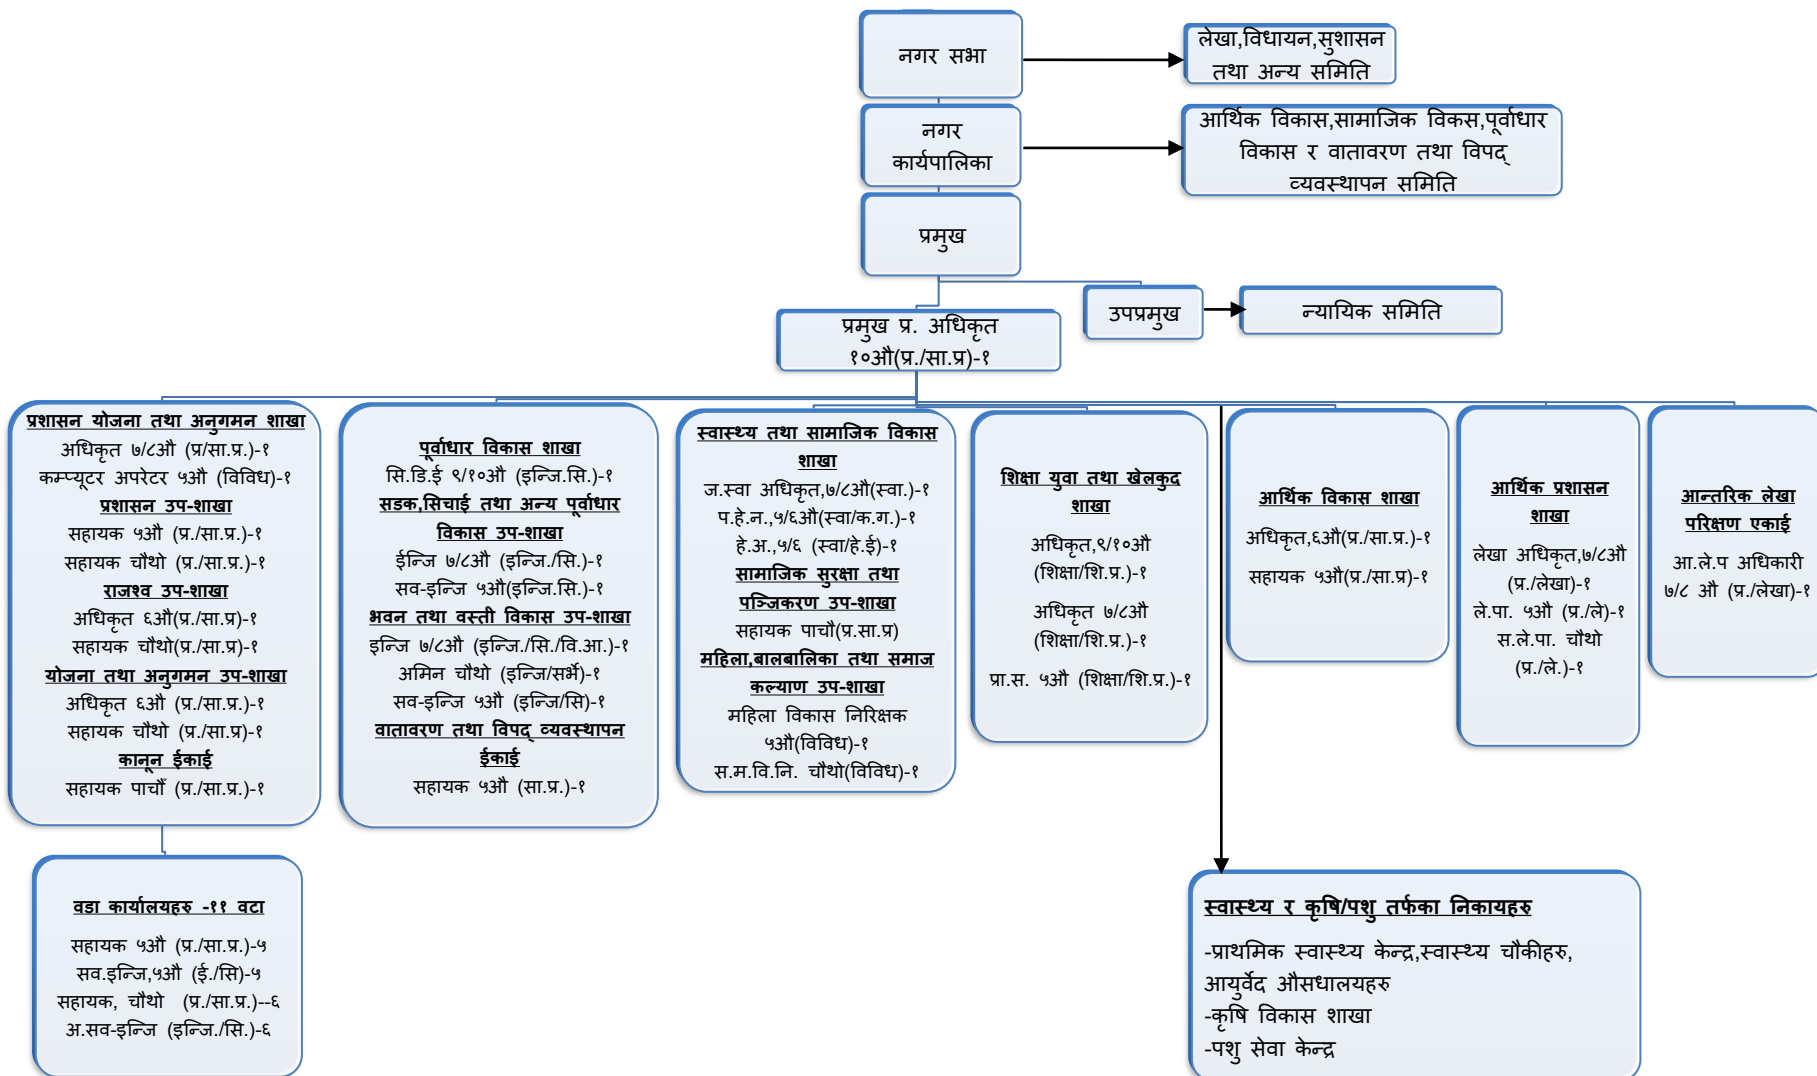 नगर सभा
लेखा,विधायन,सुशासन
तथा अन्य समिति
नगर
कार्यपालिका
आर्थिक विकास,सामाजिक विकस,पूर्वाधार
विकास र वातावरण तथा विपद्
व्यवस्थापन समिति
प्रमुख
उपप्रमुख
न्यायिक समिति
प्रमुख प्र. अधिकृत
१०औ(प्र./सा.प्र)-१
प्रशासन योजना तथा अनुगमन शाखा
अधिकृत ७/८औ (प्र/सा.प्र.)-१
कम्प्यूटर अपरेटर ५औ (विविध)-१
प्रशासन उप-शाखा
सहायक ५औ (प्र./सा.प्र.)-१
सहायक चौथो (प्र./सा.प्र.)-१
राजश्व उप-शाखा
अधिकृत ६औ(प्र./सा.प्र)-१
सहायक चौथो(प्र./सा.प्र)-१
योजना तथा अनुगमन उप-शाखा
अधिकृत ६औ (प्र./सा.प्र.)-१
सहायक चौथो (प्र./सा.प्र)-१
कानून ईकाई
सहायक पाचौँ (प्र./सा.प्र.)-१
पूर्वाधार विकास शाखा
सि.डि.ई ९/१०औ (इन्जि.सि.)-१
सडक,सिचाई तथा अन्य पूर्वाधार
विकास उप-शाखा
ईन्जि ७/८औ (इन्जि./सि.)-१
सव-इन्जि ५औ(इन्जि.सि.)-१
भवन तथा वस्ती विकास उप-शाखा
इन्जि ७/८औ (इन्जि./सि./वि.आ.)-१
अमिन चौथो (इन्जि/सर्भे)-१
सव-इन्जि ५औ (इन्जि/सि)-१
वातावरण तथा विपद् व्यवस्थापन
ईकाई
सहायक ५औ (सा.प्र.)-१
स्वास्थ्य तथा सामाजिक विकास
शाखा
ज.स्वा अधिकृत,७/८औ(स्वा.)-१
प.हे.न.,५/६औ(स्वा/क.ग.)-१
हे.अ.,५/६ (स्वा/हे.ई)-१
सामाजिक सुरक्षा तथा
पञ्जिकरण उप-शाखा
सहायक पाचौ(प्र.सा.प्र)
महिला,बालबालिका तथा समाज
कल्याण उप-शाखा
महिला विकास निरिक्षक
५औ(विविध)-१
स.म.वि.नि. चौथो(विविध)-१
शिक्षा युवा तथा खेलकुद
शाखा
अधिकृत,९/१०औ
(शिक्षा/शि.प्र.)-१
अधिकृत ७/८औ
(शिक्षा/शि.प्र.)-१
प्रा.स. ५औ (शिक्षा/शि.प्र.)-१
आर्थिक विकास शाखा
अधिकृत,६औ(प्र./सा.प्र.)-१
सहायक ५औ(प्र./सा.प्र)-१
आर्थिक प्रशासन
शाखा
लेखा अधिकृत,७/८औ
(प्र./लेखा)-१
ले.पा. ५औ (प्र./ले)-१
स.ले.पा. चौथो
(प्र./ले.)-१
आन्तरिक लेखा
परिक्षण एकाई
आ.ले.प अधिकारी
७/८ औ (प्र./लेखा)-१
वडा कार्यालयहरु -११ वटा
सहायक ५औ (प्र./सा.प्र.)-५
सव.इन्जि,५औ (ई./सि)-५
सहायक, चौथो (प्र./सा.प्र.)--६
अ.सव-इन्जि (इन्जि./सि.)-६
स्वास्थ्य र कृषि/पशु तर्फका निकायहरु
-प्राथमिक स्वास्थ्य केन्द्र,स्वास्थ्य चौकीहरु,
आयुर्वेद औसधालयहरु
-कृषि विकास शाखा
-पशु सेवा केन्द्र